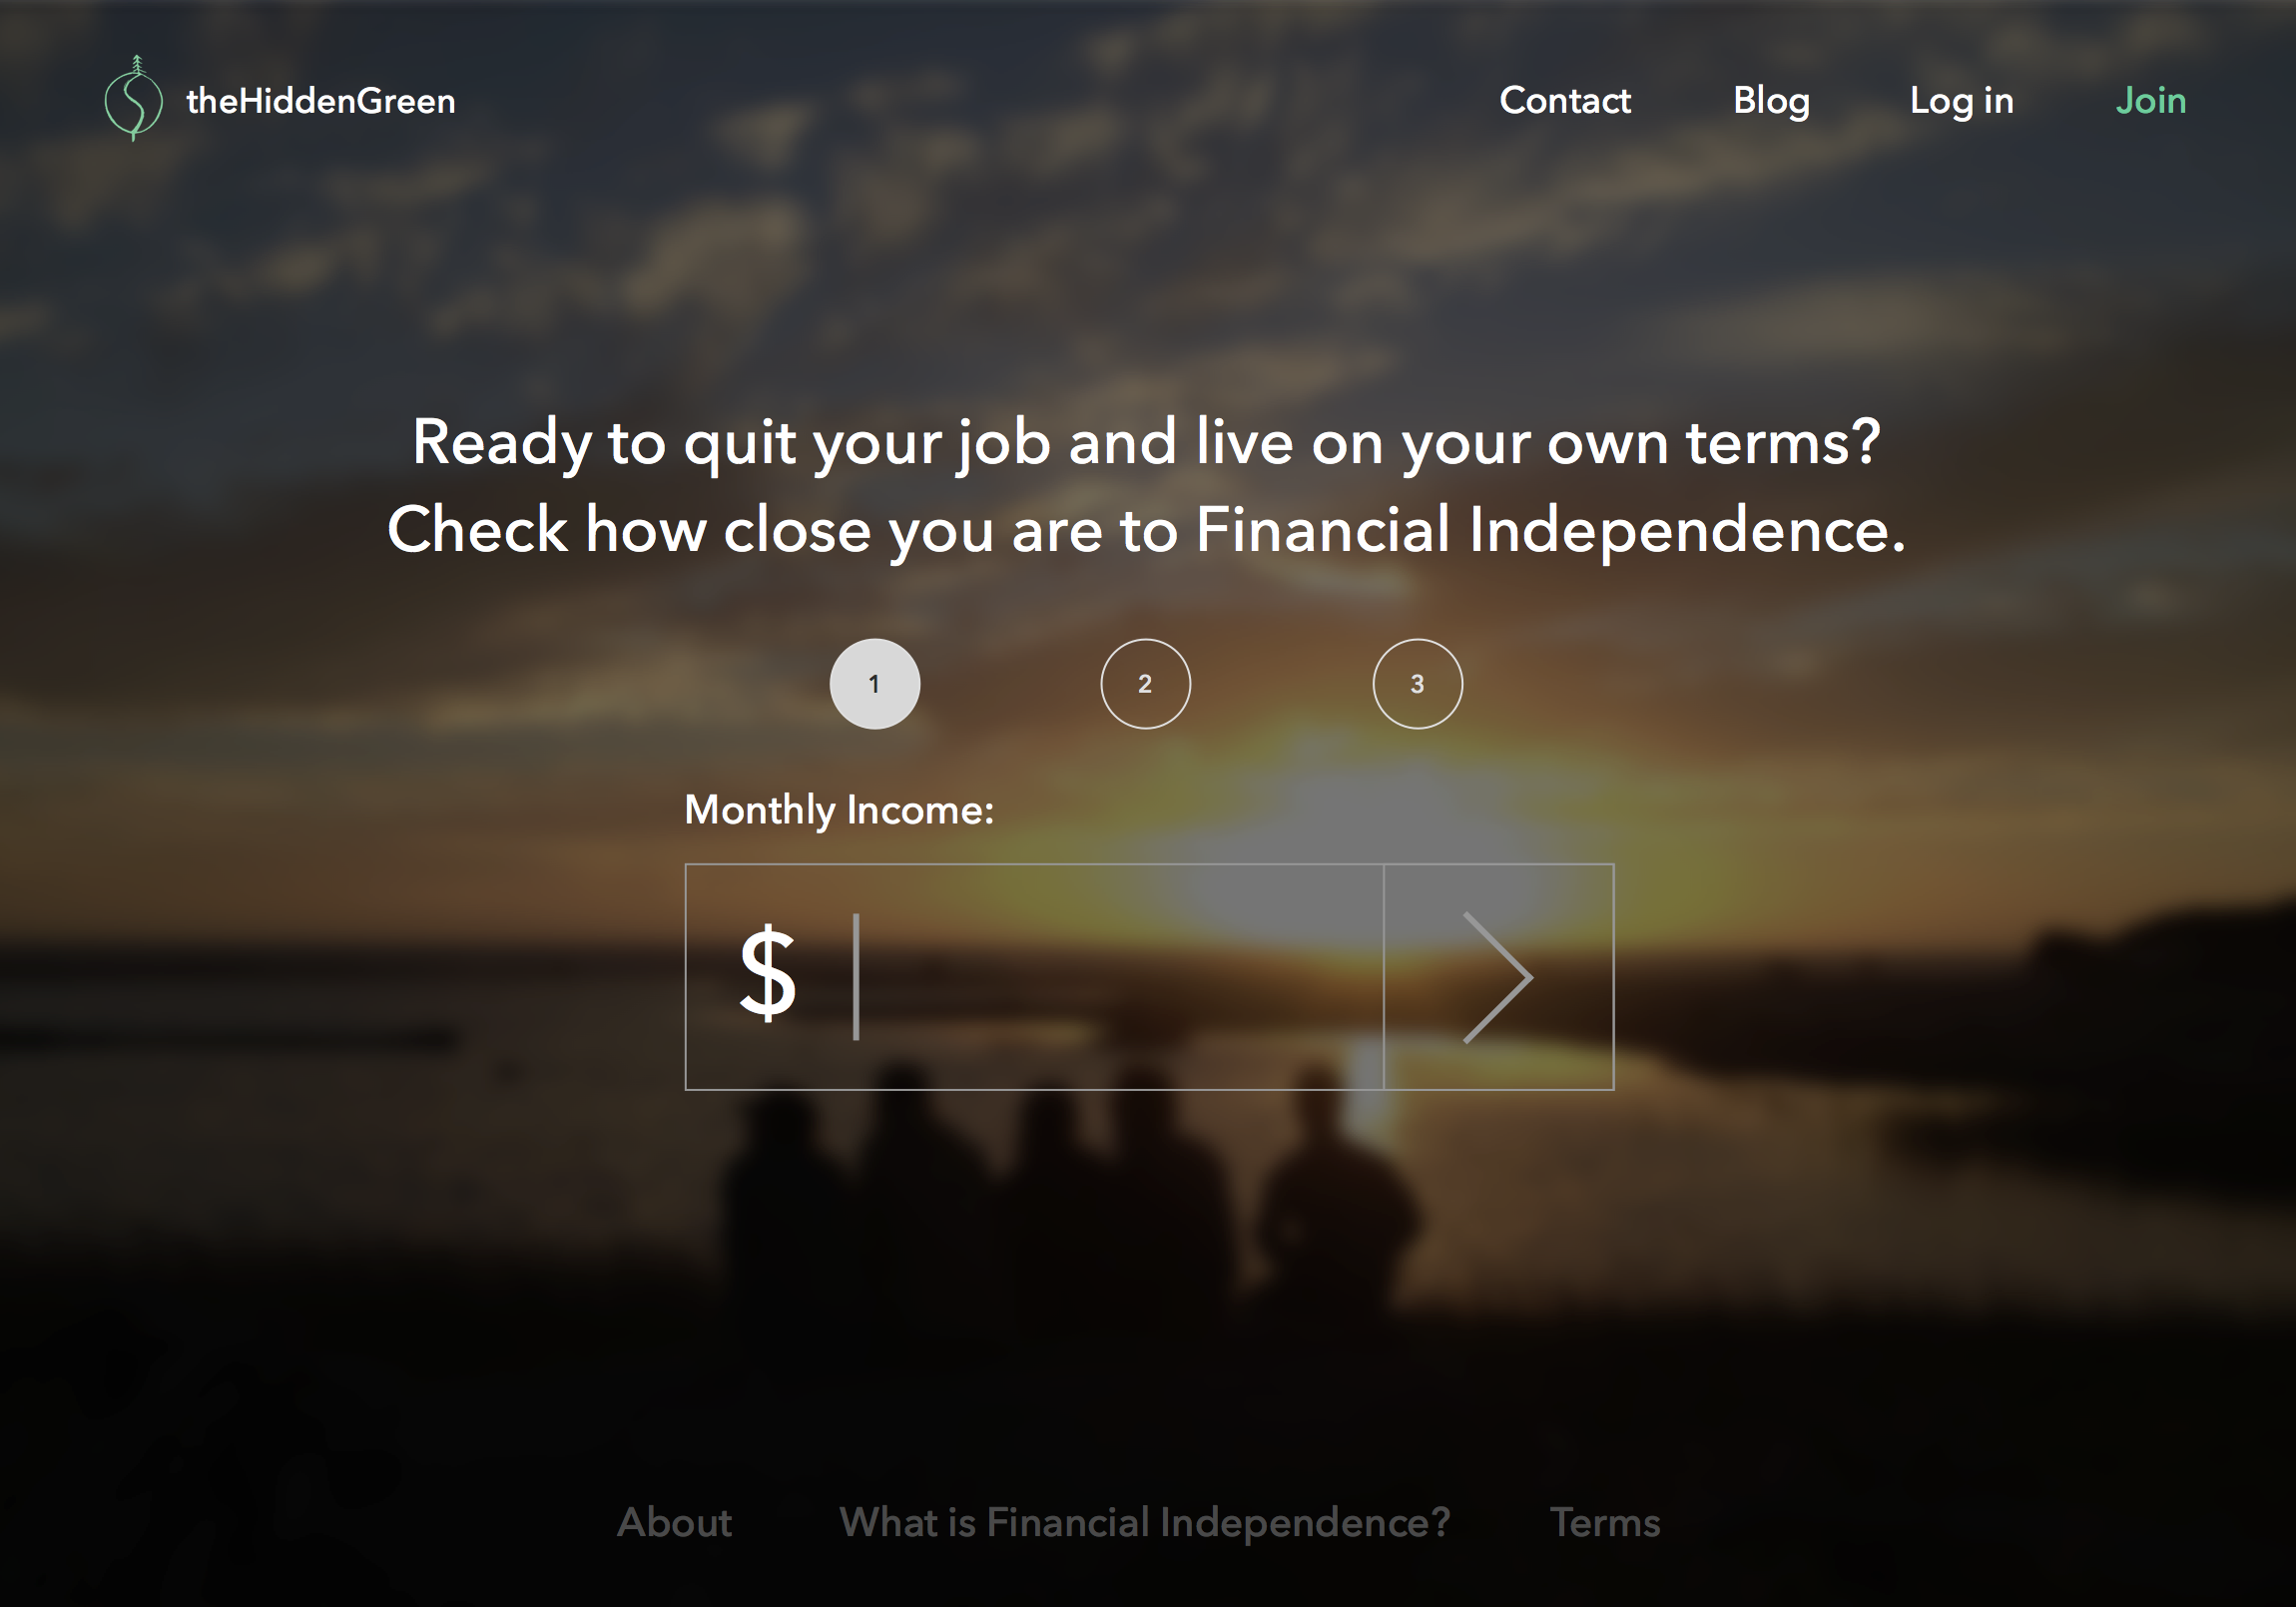 theHiddenGreen
Contact Blog Log in Join
Ready to quit your job and live on your own terms?
Check how close you are to Financial Independence.
1 2 3
Monthly Income:
$
About What is Financial Independence? Terms